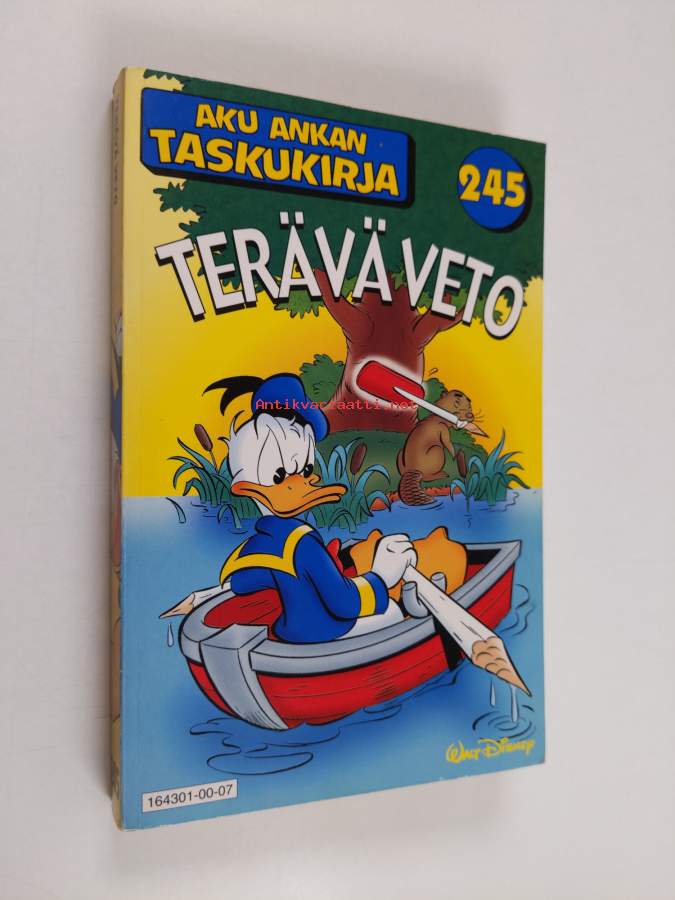 AKU ANKAN
TASKUKIRJA
245
TERÄVÄ VETO
Antikvariaatti.net
Walt Disney
164301-00-07